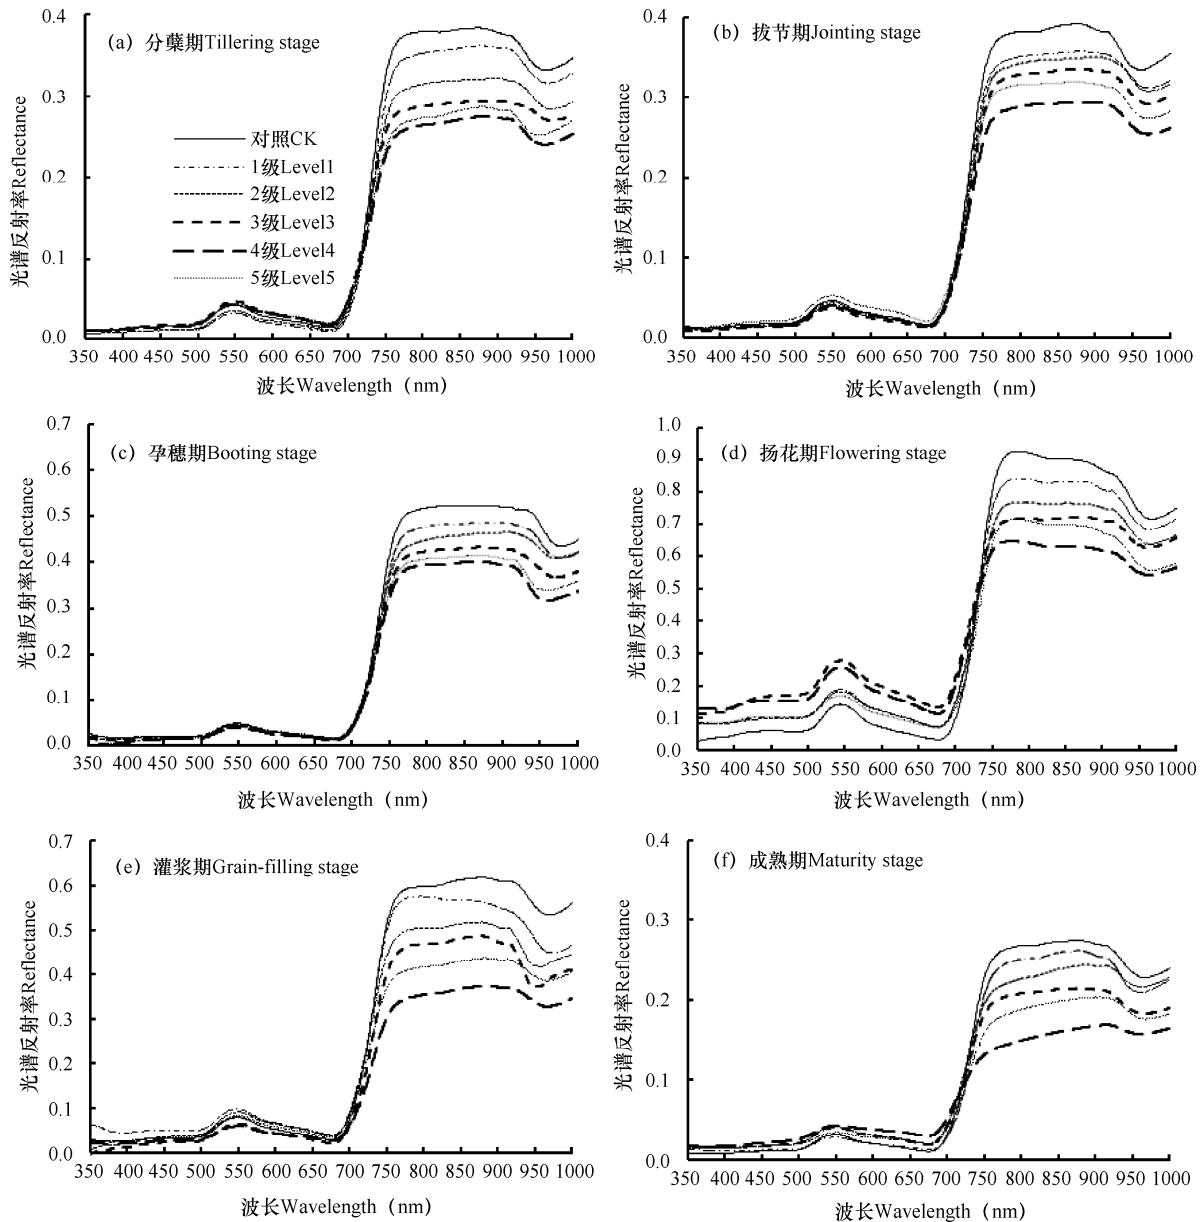 (a) 分蘖期Tillering stage
光谱反射率Reflectance
0.4
0.3
0.2
0.1
0.0
对照CK
1级Level1
2级Level2
3级Level3
4级Level4
5级Level5
350 400 450 500 550 600 650 700 750 800 850 900 950 1000
波长Wavelength (nm)
(b) 拔节期Jointing stage
光谱反射率Reflectance
0.4
0.3
0.2
0.1
0.0
350 400 450 500 550 600 650 700 750 800 850 900 950 1000
波长Wavelength (nm)
(c) 孕穗期Booting stage
光谱反射率Reflectance
0.7
0.6
0.5
0.4
0.3
0.2
0.1
0.0
350 400 450 500 550 600 650 700 750 800 850 900 950 1000
波长Wavelength (nm)
(d) 扬花期Flowering stage
光谱反射率Reflectance
1.0
0.9
0.8
0.7
0.6
0.5
0.4
0.3
0.2
0.1
0.0
350 400 450 500 550 600 650 700 750 800 850 900 950 1000
波长Wavelength (nm)
(e) 灌浆期Grain-filling stage
光谱反射率Reflectance
0.7
0.6
0.5
0.4
0.3
0.2
0.1
0.0
350 400 450 500 550 600 650 700 750 800 850 900 950 1000
波长Wavelength (nm)
(f) 成熟期Maturity stage
光谱反射率Reflectance
0.4
0.3
0.2
0.1
0.0
350 400 450 500 550 600 650 700 750 800 850 900 950 1000
波长Wavelength (nm)